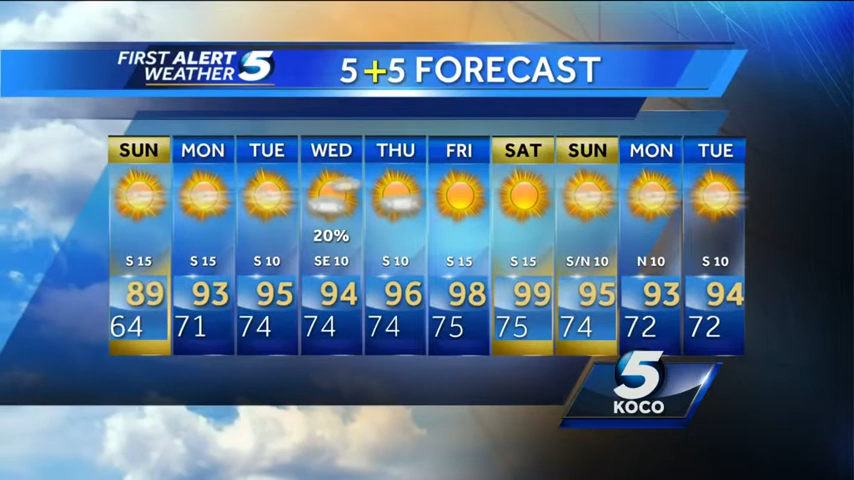 FIRST ALERT
WEATHER 5
5+5 FORECAST
SUN MON TUE WED THU FRI SAT SUN MON TUE
20%
S 15 S 15 S 10 SE 10 S 10 S 15 S 15 S/N 10 N 10 S 10
89 93 95 94 96 98 99 95 93 94
64 71 74 74 74 75 75 74 72 72
5
KOCO